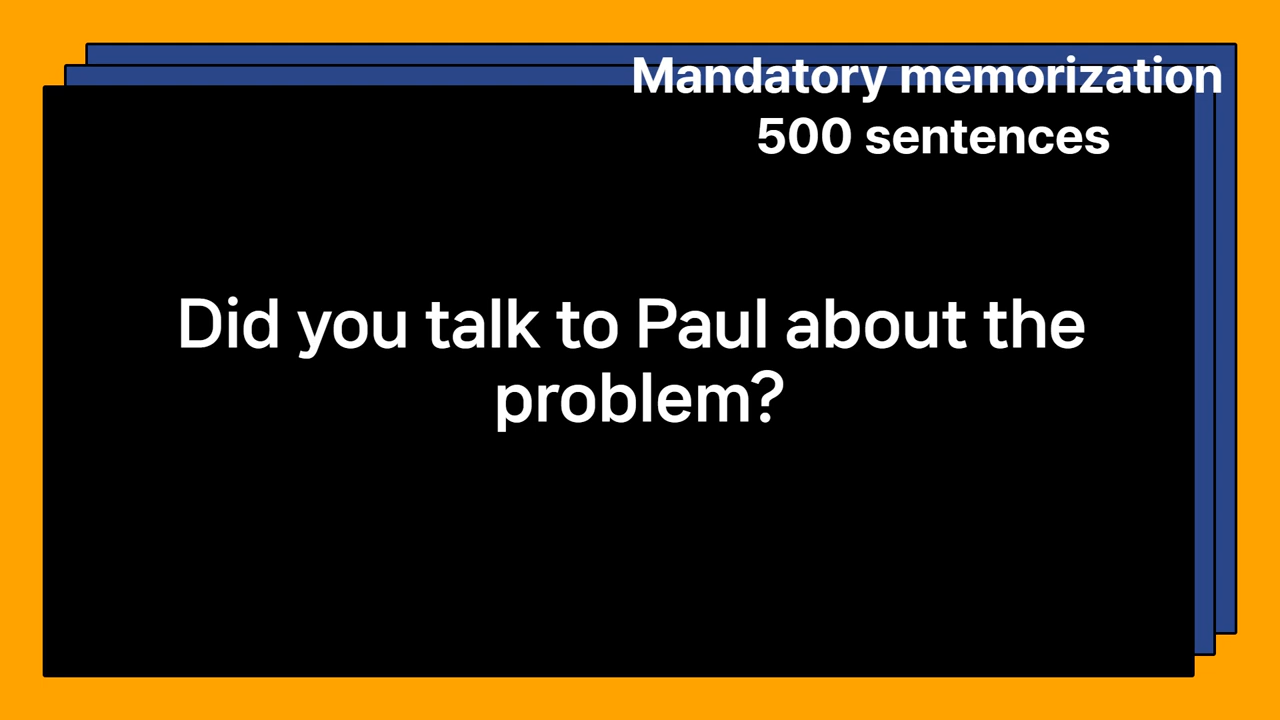 Mandatory memorization
500 sentences
Did you talk to Paul about the
problem?